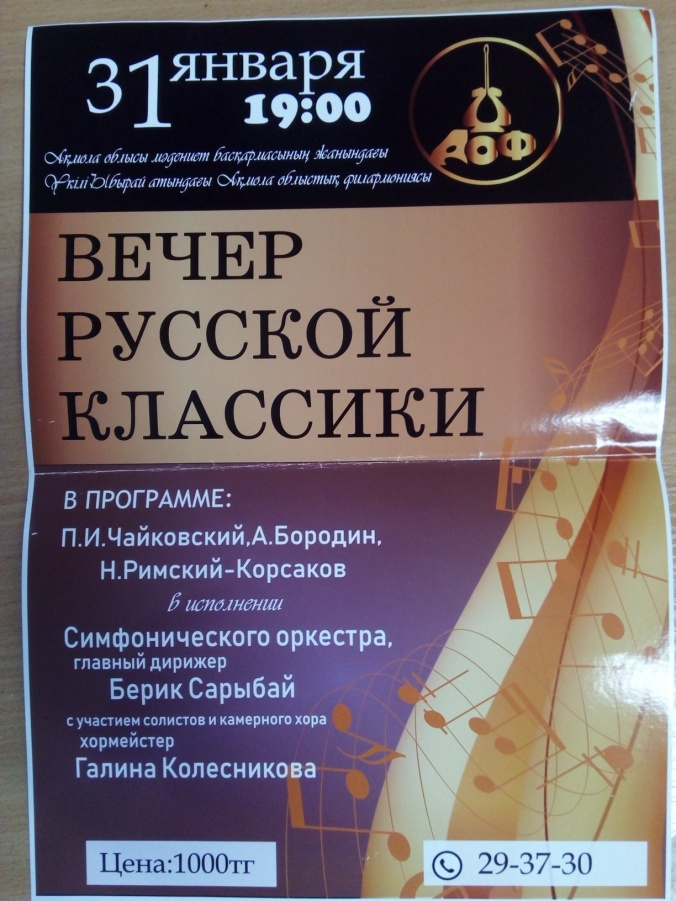 31 января
19:00
АОФ
Ақмола облысы мәдениет басқармасының жанындағы
Үкілі Ыбырай атындағы Ақмола облыстық филармониясы
ВЕЧЕР
РУССКОЙ
КЛАССИКИ
В ПРОГРАММЕ:
П.И.Чайковский,А.Бородин,
Н.Римский-Корсаков
в исполнении
Симфонического оркестра,
главный дирижер
Берик Сарыбай
с участием солистов и камерного хора
хормейстер
Галина Колесникова
Цена:1000тг
29-37-30